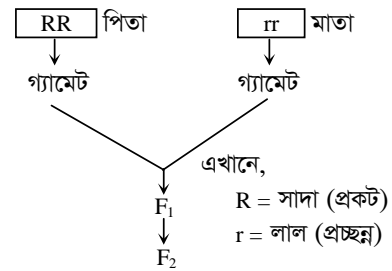 RR পিতা rr মাতা
গ্যামেট গ্যামেট
এখানে,
F₁ R = সাদা (প্রকট)
r = লাল (প্রচ্ছন্ন)
F₂